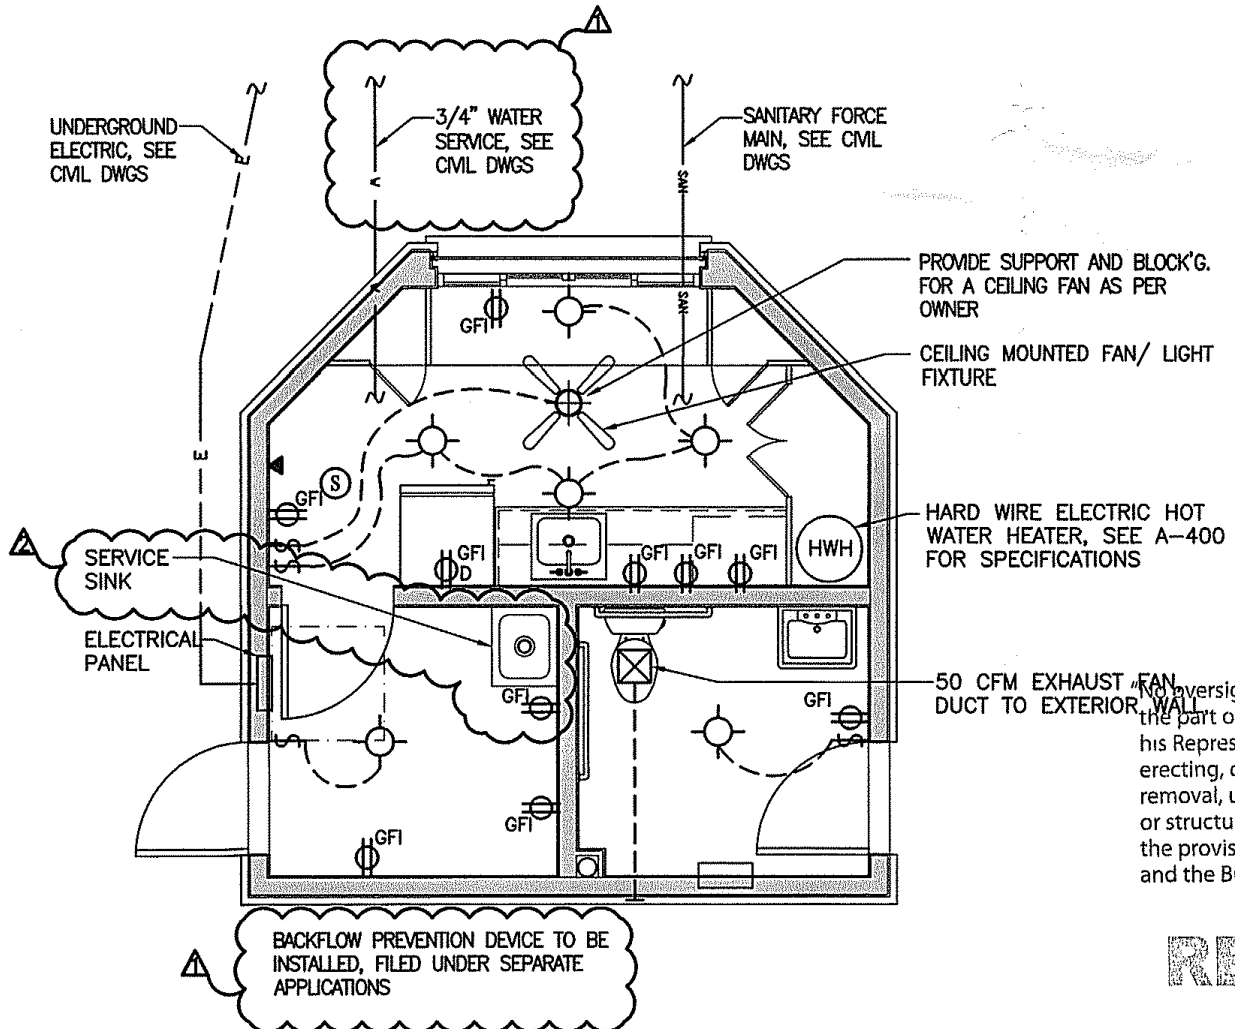 1
UNDERGROUND
ELECTRIC, SEE
CIVIL DWGS
3/4" WATER
SERVICE, SEE
CIVIL DWGS
SANITARY FORCE
MAIN, SEE CIVIL
DWGS
E
SAN
PROVIDE SUPPORT AND BLOCK'G.
FOR A CEILING FAN AS PER
OWNER
SAN
GFI
CEILING MOUNTED FAN/ LIGHT
FIXTURE
E
GFI
S
HARD WIRE ELECTRIC HOT
WATER HEATER, SEE A-400
FOR SPECIFICATIONS
HWH
2
SERVICE
SINK
GFI
D
GFI
GFI
GFI
ELECTRICAL
PANEL
50 CFM EXHAUST FAN,
DUCT TO EXTERIOR WALL.
GFI
GFI
GFI
GFI
"No oversig
the part o
his Repres
erecting,
removal, u
or structu
the provis
and the B
1
BACKFLOW PREVENTION DEVICE TO BE
INSTALLED, FILED UNDER SEPARATE
APPLICATIONS
RE